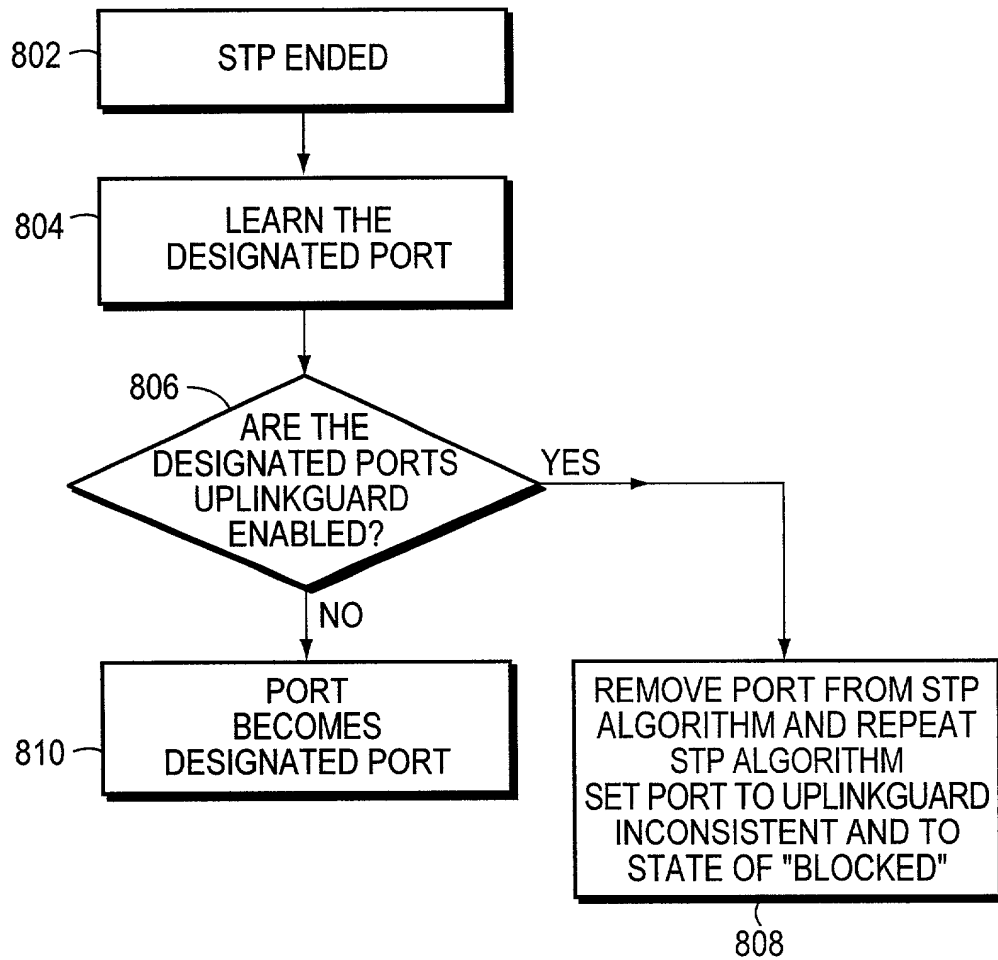 802
STP ENDED
804
LEARN THE
DESIGNATED PORT
806
ARE THE
DESIGNATED PORTS
UPLINKGUARD
ENABLED?
YES
NO
810
PORT
BECOMES
DESIGNATED PORT
REMOVE PORT FROM STP
ALGORITHM AND REPEAT
STP ALGORITHM
SET PORT TO UPLINKGUARD
INCONSISTENT AND TO
STATE OF "BLOCKED"
808